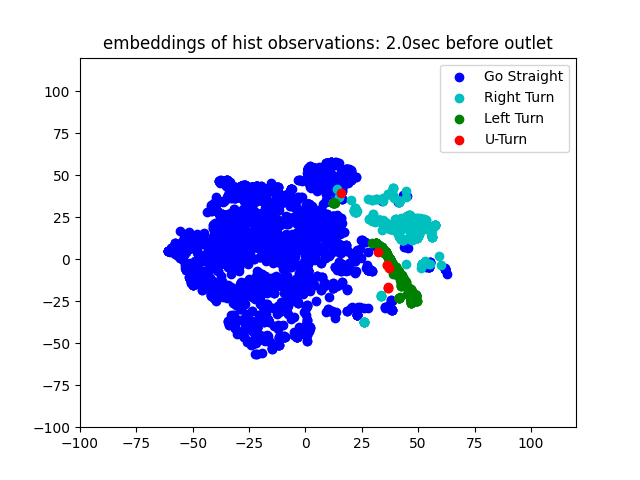 embeddings of hist observations: 2.0sec before outlet
Go Straight
Right Turn
Left Turn
U-Turn
100
75
50
25
0
−25
−50
−75
−100
−100 −75 −50 −25 0 25 50 75 100